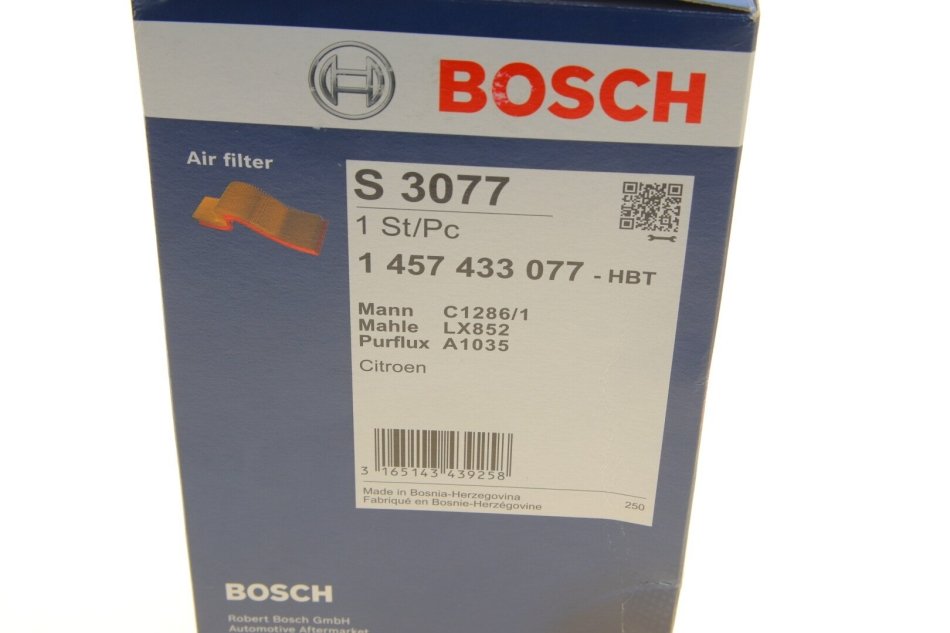 BOSCH
Air filter
S 3077
1 St/Pc
1 457 433 077 - HBT
Mann C1286/1
Mahle LX852
Purflux A1035
Citroen
3 165143 439258
Made in Bosnia-Herzegovina
Fabriqué en Bosnie-Herzégovine 250
BOSCH
Robert Bosch GmbH
Automotive Aftermarket